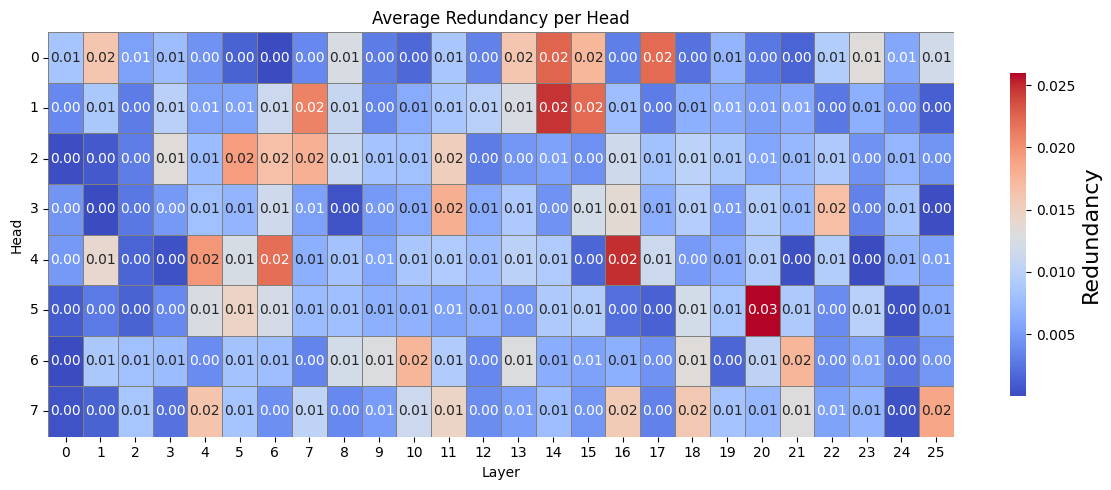 Average Redundancy per Head
0 0.01 0.02 0.01 0.01 0.00 0.00 0.00 0.00 0.01 0.00 0.00 0.01 0.00 0.02 0.02 0.02 0.00 0.02 0.00 0.01 0.00 0.00 0.01 0.01 0.01 0.01
1 0.00 0.01 0.00 0.01 0.01 0.01 0.01 0.02 0.01 0.00 0.01 0.01 0.01 0.01 0.02 0.02 0.01 0.00 0.01 0.01 0.01 0.01 0.00 0.01 0.00 0.00
2 0.00 0.00 0.00 0.01 0.01 0.02 0.02 0.02 0.01 0.01 0.01 0.02 0.00 0.00 0.01 0.00 0.01 0.01 0.01 0.01 0.01 0.01 0.01 0.00 0.01 0.00
3 0.00 0.00 0.00 0.00 0.01 0.01 0.01 0.01 0.00 0.00 0.01 0.02 0.01 0.01 0.00 0.01 0.01 0.01 0.01 0.01 0.01 0.01 0.02 0.00 0.01 0.00
4 0.00 0.01 0.00 0.00 0.02 0.01 0.02 0.01 0.01 0.01 0.01 0.01 0.01 0.01 0.01 0.00 0.02 0.01 0.00 0.01 0.01 0.00 0.01 0.00 0.01 0.01
5 0.00 0.00 0.00 0.00 0.01 0.01 0.01 0.01 0.01 0.01 0.01 0.01 0.01 0.00 0.01 0.01 0.00 0.00 0.01 0.01 0.03 0.01 0.00 0.01 0.00 0.01
6 0.00 0.01 0.01 0.01 0.00 0.01 0.01 0.00 0.01 0.01 0.02 0.01 0.00 0.01 0.01 0.01 0.01 0.00 0.01 0.00 0.01 0.02 0.00 0.01 0.00 0.00
7 0.00 0.00 0.01 0.00 0.02 0.01 0.00 0.01 0.00 0.01 0.01 0.01 0.00 0.01 0.01 0.00 0.02 0.00 0.02 0.01 0.01 0.01 0.01 0.01 0.00 0.02
0 1 2 3 4 5 6 7 8 9 10 11 12 13 14 15 16 17 18 19 20 21 22 23 24 25
Layer
Head
0.025
0.020
0.015
0.010
0.005
Redundancy